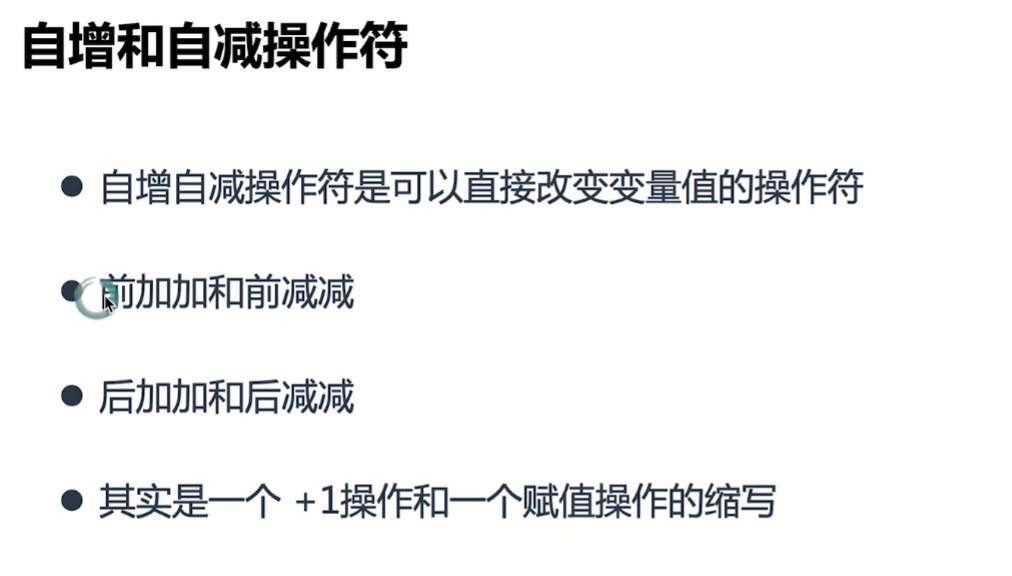 自增和自减操作符
● 自增自减操作符是可以直接改变变量值的操作符
● 前加加和前减减
● 后加加和后减减
● 其实是一个 +1操作和一个赋值操作的缩写